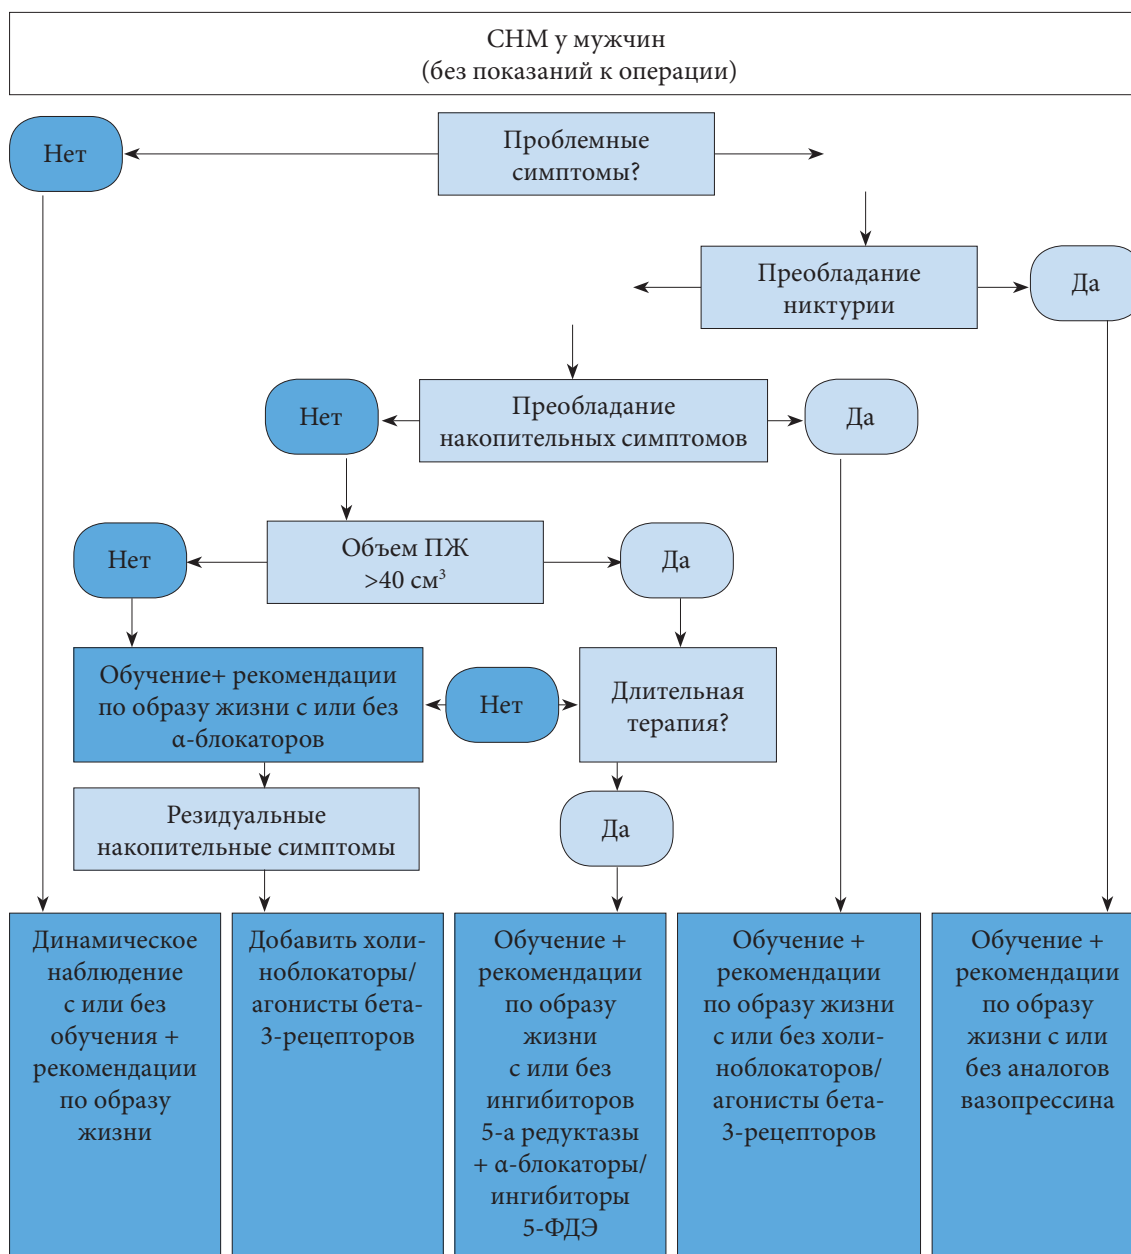 СНМ у мужчин
(без показаний к операции)
Нет
Проблемные
симптомы?
Преобладание
никтурии
Да
Нет
Преобладание
накопительных симптомов
Да
Нет
Объем ПЖ
>40 см³
Да
Обучение+ рекомендации
по образу жизни с или без
α-блокаторов
Нет
Длительная
терапия?
Резидуальные
накопительные симптомы
Да
Динамическое
наблюдение
с или без
обучения +
рекомендации
по образу
жизни
Добавить холи-
ноблокаторы/
агонисты бета-
3-рецепторов
Обучение +
рекомендации
по образу
жизни
с или без
ингибиторов
5-а редуктазы
+ α-блокаторы/
ингибиторы
5-ФДЭ
Обучение +
рекомендации
по образу жизни
с или без холи-
ноблокаторов/
агонисты бета-
3-рецепторов
Обучение +
рекомендации
по образу
жизни с или
без аналогов
вазопрессина